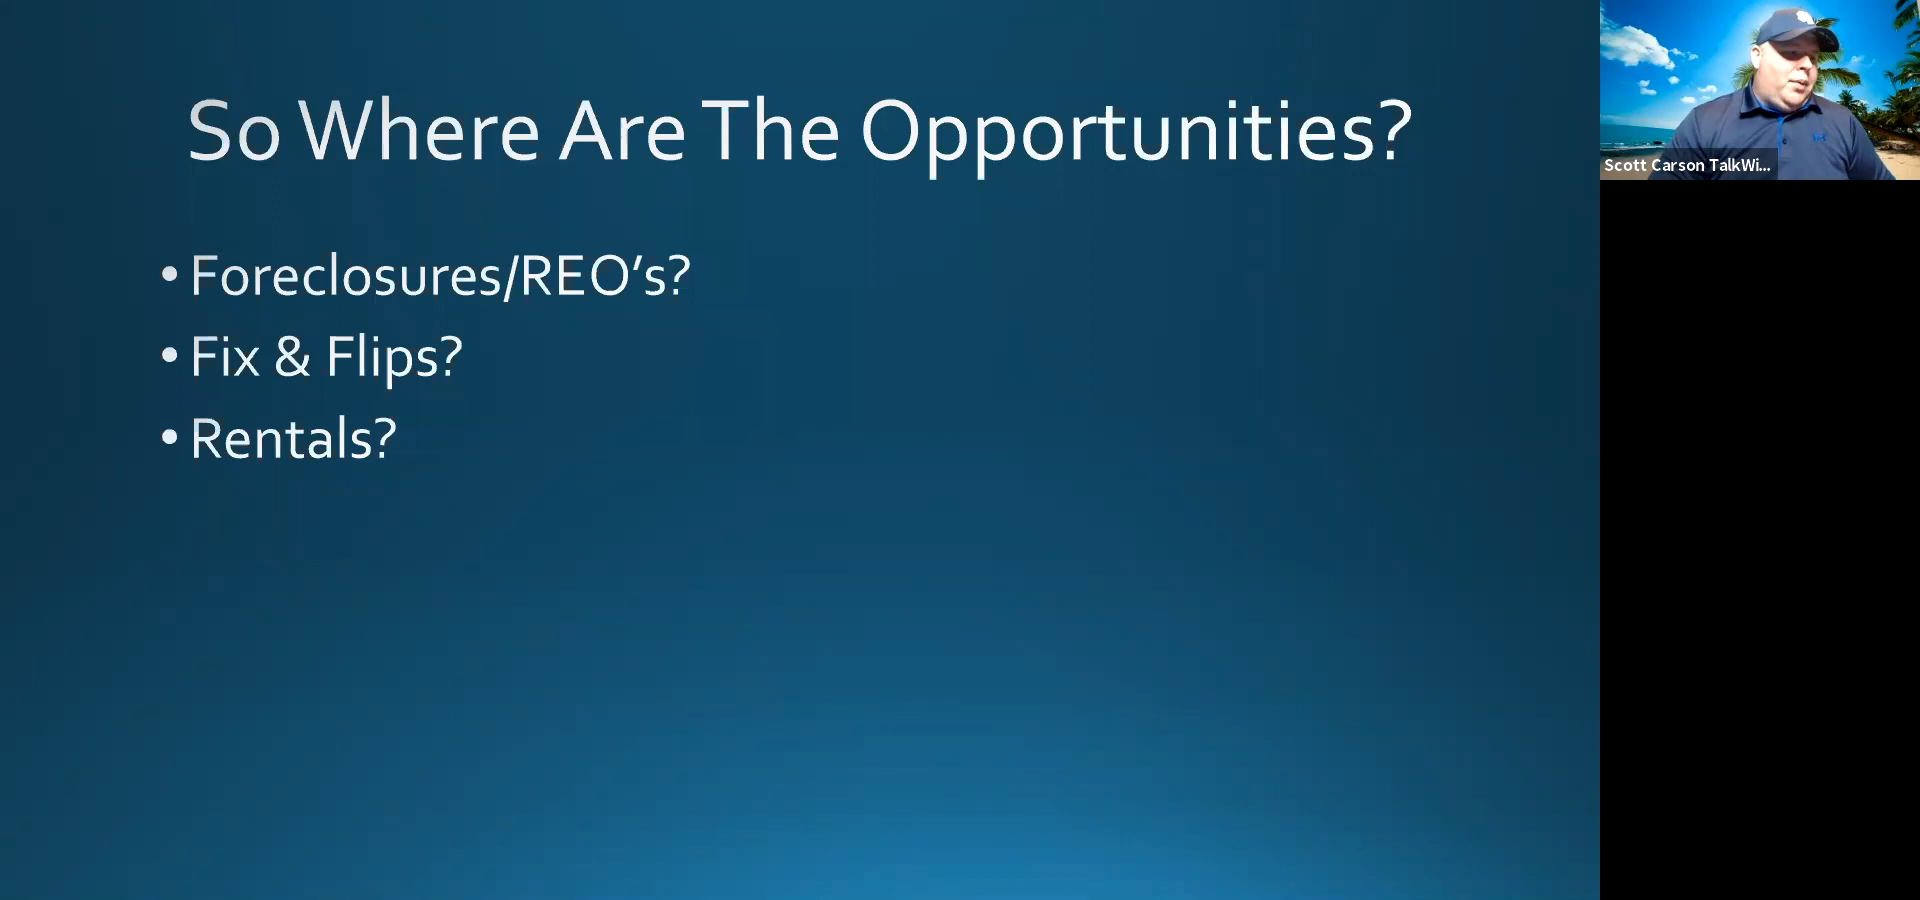 So Where Are The Opportunities?
• Foreclosures/REO’s?
• Fix & Flips?
• Rentals?
Scott Carson TalkWi...